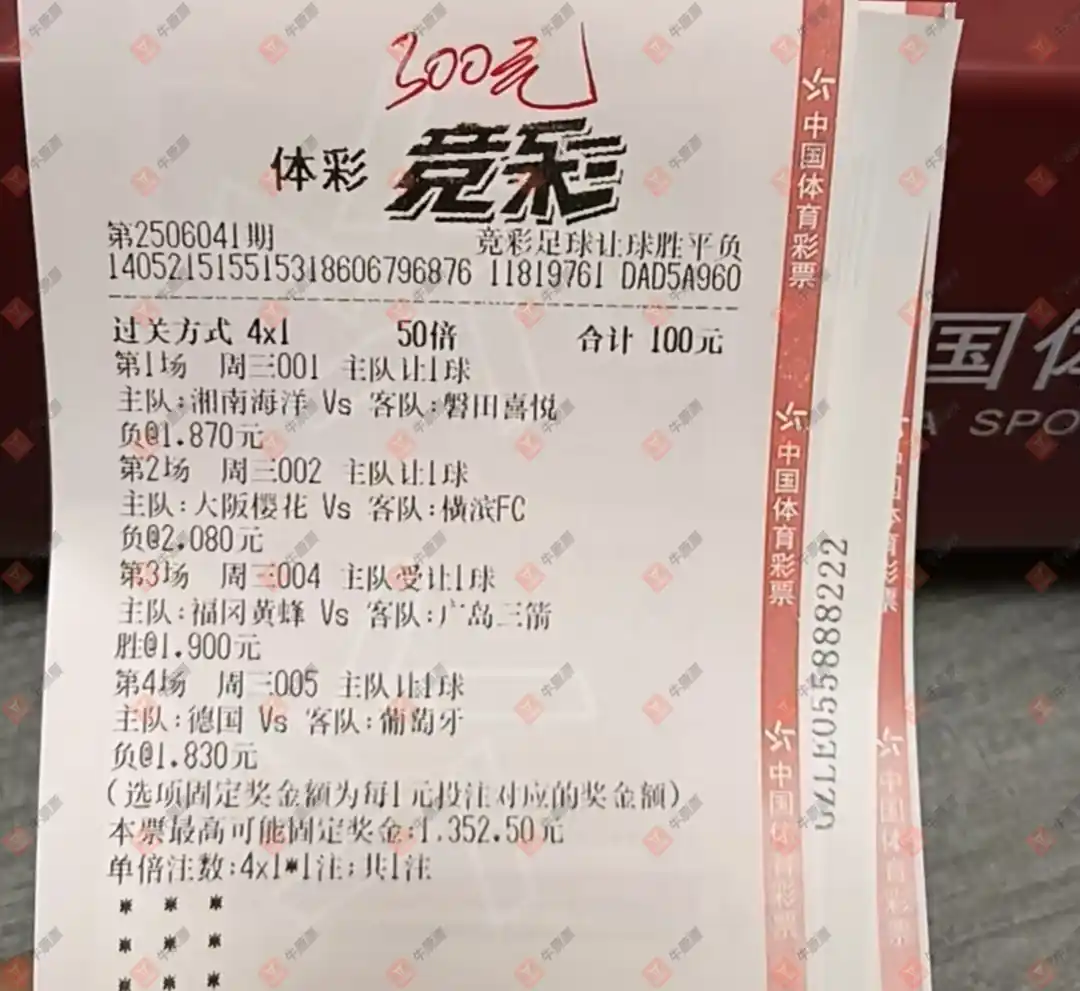 300元
体彩 竞彩
第2506041期 竞彩足球让球胜平负
140521515515318606796876 11819761 DAD5A960
过关方式 4x1 50倍 合计 100元
第1场 周三001 主队让1球
主队:湘南海洋 Vs 客队:磐田喜悦
负@1.870元
第2场 周三002 主队让1球
主队:大阪樱花 Vs 客队:横滨FC
负@2.080元
第3场 周三004 主队受让1球
主队:福冈黄蜂 Vs 客队:广岛三箭
胜@1.900元
第4场 周三005 主队让1球
主队:德国 Vs 客队:葡萄牙
负@1.830元
(选项固定奖金额为每1元投注对应的奖金额)
本票最高可能固定奖金:1,352.50元
单倍注数:4x1*1注;共1注
* * *
* * *
* * *
中国体育彩票
中国体育彩票
中国体育彩票
国体
A SPO
牛意源